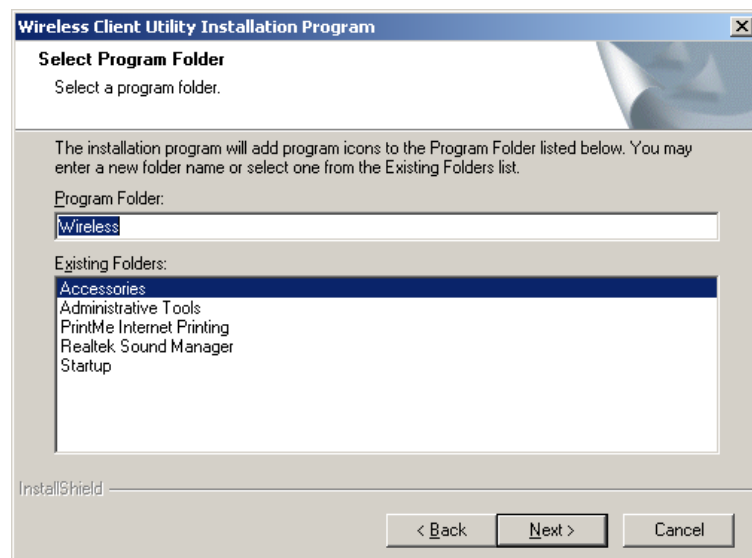 Wireless Client Utility Installation Program
Select Program Folder
Select a program folder.
The installation program will add program icons to the Program Folder listed below. You may
enter a new folder name or select one from the Existing Folders list.
Program Folder:
Wireless
Existing Folders:
Accessories
Administrative Tools
PrintMe Internet Printing
Realtek Sound Manager
Startup
InstallShield
< Back
Next >
Cancel